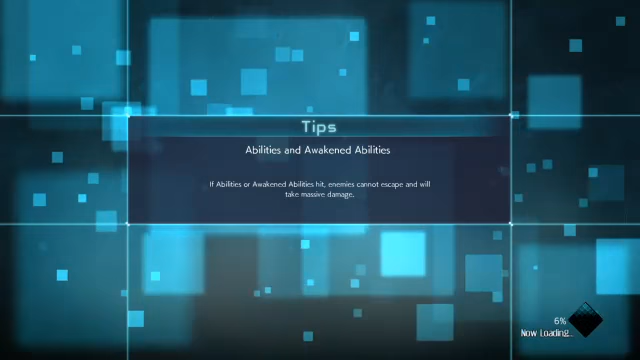 Tips
Abilities and Awakened Abilities
If Abilities or Awakened Abilities hit, enemies cannot escape and will
take massive damage.
6%
Now Loading...